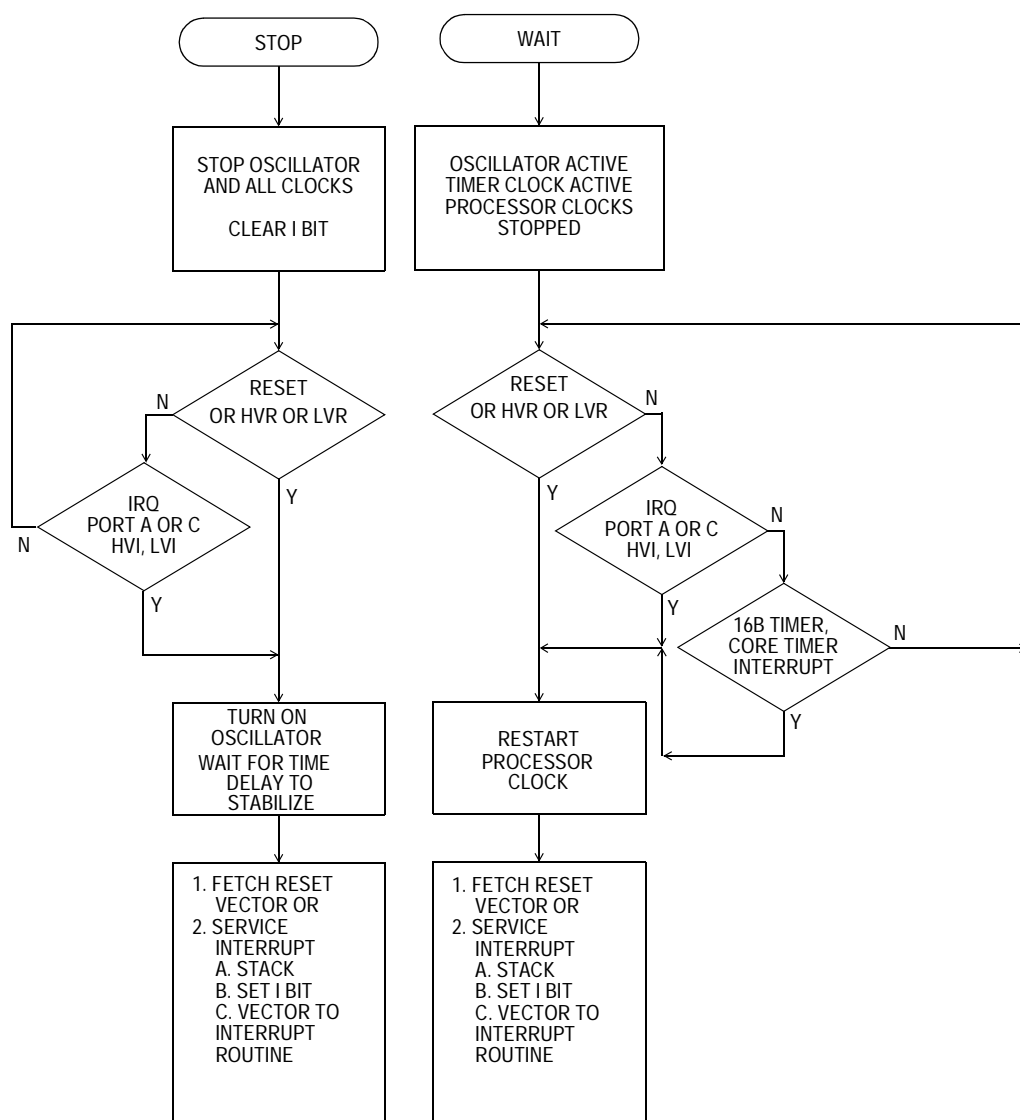 STOP
WAIT
STOP OSCILLATOR
AND ALL CLOCKS
CLEAR I BIT
OSCILLATOR ACTIVE
TIMER CLOCK ACTIVE
PROCESSOR CLOCKS
STOPPED
RESET
OR HVR OR LVR
N
Y
IRQ
PORT A OR C
HVI, LVI
N
Y
RESET
OR HVR OR LVR
N
Y
IRQ
PORT A OR C
HVI, LVI
N
Y
16B TIMER,
CORE TIMER
INTERRUPT
N
Y
TURN ON
OSCILLATOR
WAIT FOR TIME
DELAY TO
STABILIZE
RESTART
PROCESSOR
CLOCK
1. FETCH RESET
VECTOR OR
2. SERVICE
INTERRUPT
A. STACK
B. SET I BIT
C. VECTOR TO
INTERRUPT
ROUTINE
1. FETCH RESET
VECTOR OR
2. SERVICE
INTERRUPT
A. STACK
B. SET I BIT
C. VECTOR TO
INTERRUPT
ROUTINE